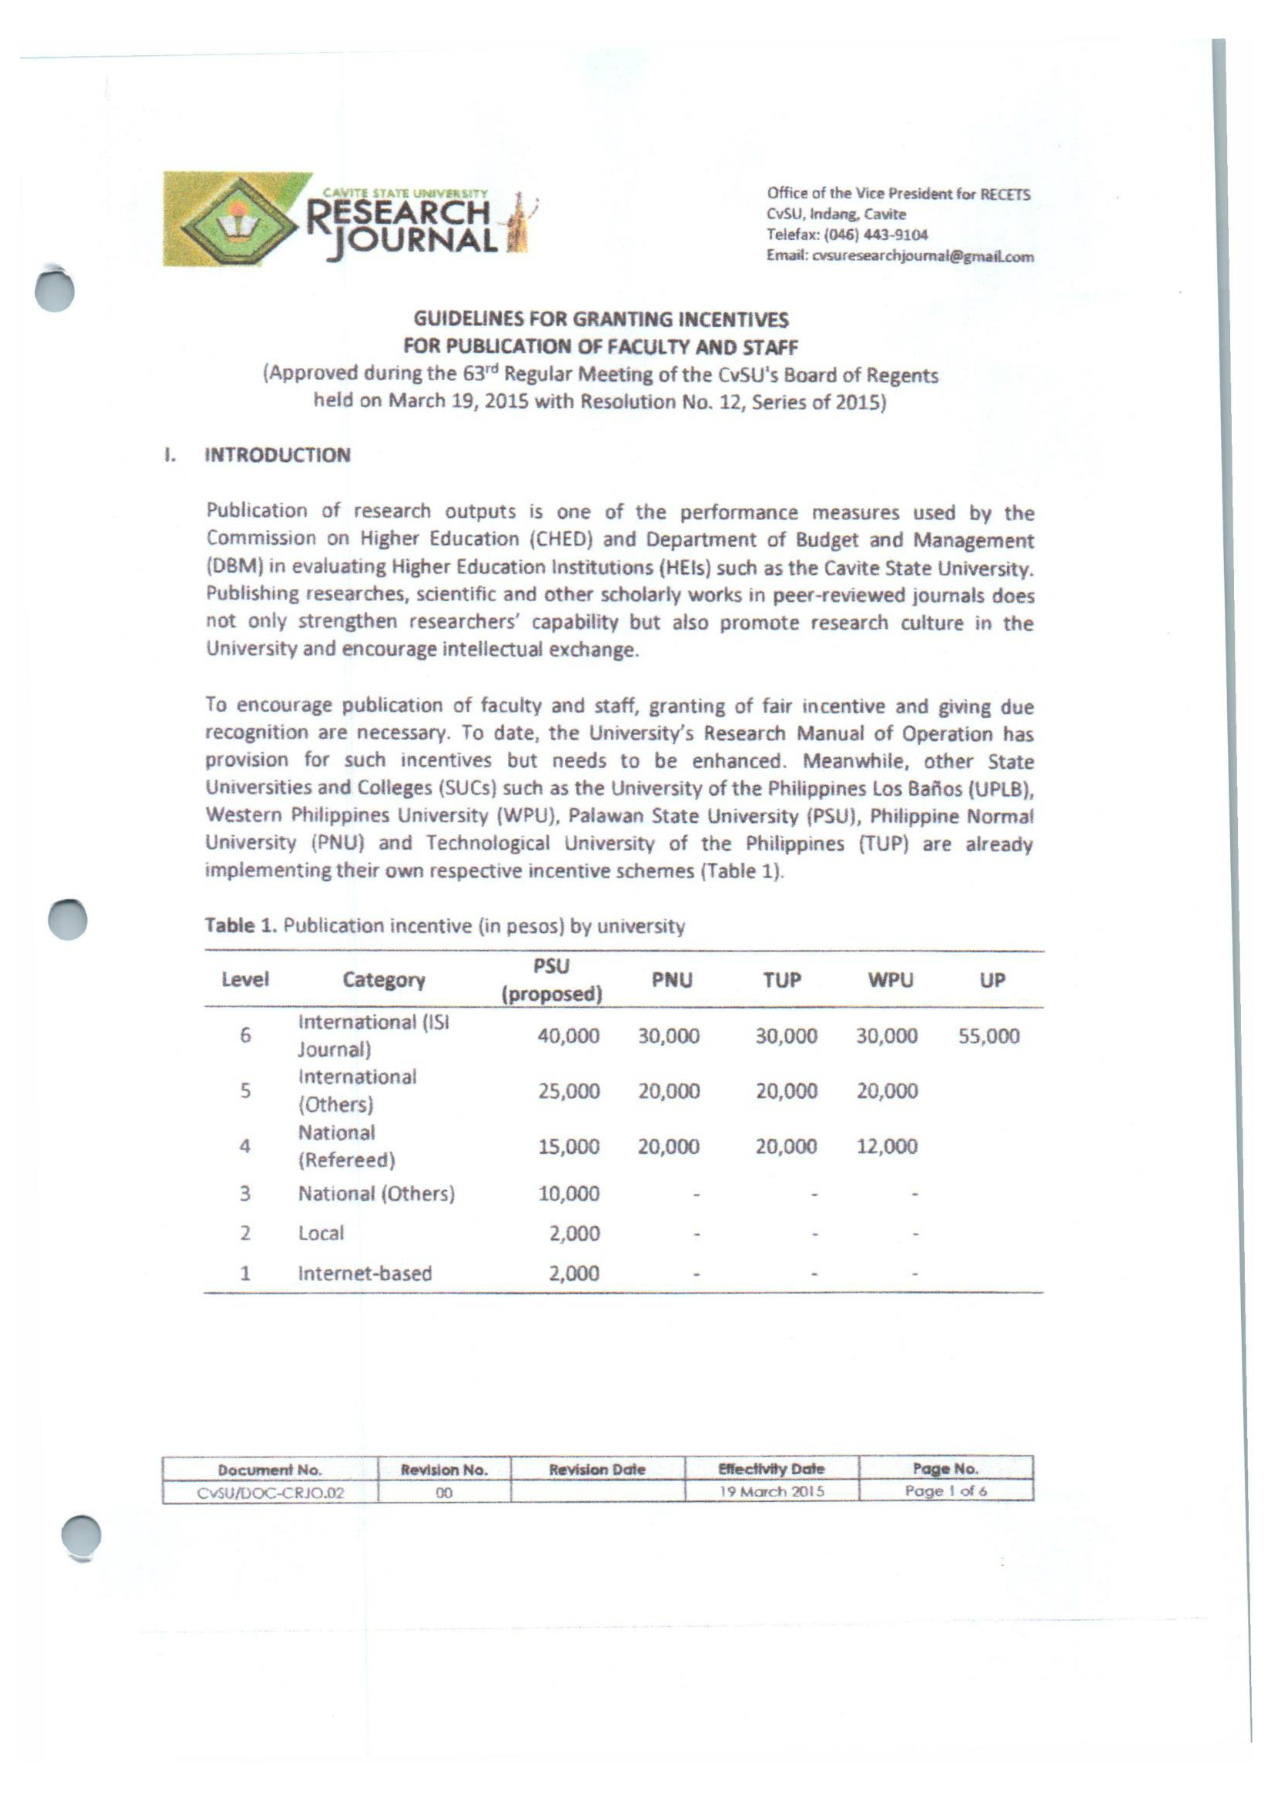 CAVITE STATE UNIVERSITY
RESEARCH
JOURNAL
Office of the Vice President for RECETS
CvSU, Indang, Cavite
Telefax: (046) 443-9104
Email: cvsuresearchjournal@gmail.com
GUIDELINES FOR GRANTING INCENTIVES
FOR PUBLICATION OF FACULTY AND STAFF
(Approved during the 63rd Regular Meeting of the CvSU's Board of Regents
held on March 19, 2015 with Resolution No. 12, Series of 2015)
I. INTRODUCTION
Publication of research outputs is one of the performance measures used by the
Commission on Higher Education (CHED) and Department of Budget and Management
(DBM) in evaluating Higher Education Institutions (HEIs) such as the Cavite State University.
Publishing researches, scientific and other scholarly works in peer-reviewed journals does
not only strengthen researchers' capability but also promote research culture in the
University and encourage intellectual exchange.
To encourage publication of faculty and staff, granting of fair incentive and giving due
recognition are necessary. To date, the University's Research Manual of Operation has
provision for such incentives but needs to be enhanced. Meanwhile, other State
Universities and Colleges (SUCs) such as the University of the Philippines Los Baños (UPLB),
Western Philippines University (WPU), Palawan State University (PSU), Philippine Normal
University (PNU) and Technological University of the Philippines (TUP) are already
implementing their own respective incentive schemes (Table 1).
Table 1. Publication incentive (in pesos) by university
Level Category PSU (proposed) PNU TUP WPU UP
6 International (ISI Journal) 40,000 30,000 30,000 30,000 55,000
5 International (Others) 25,000 20,000 20,000 20,000
4 National (Refereed) 15,000 20,000 20,000 12,000
3 National (Others) 10,000 - - -
2 Local 2,000 - - -
1 Internet-based 2,000 - - -
Document No. Revision No. Revision Date Effectivity Date Page No.
CvSU/DOC-CRJO.02 00 19 March 2015 Page 1 of 6